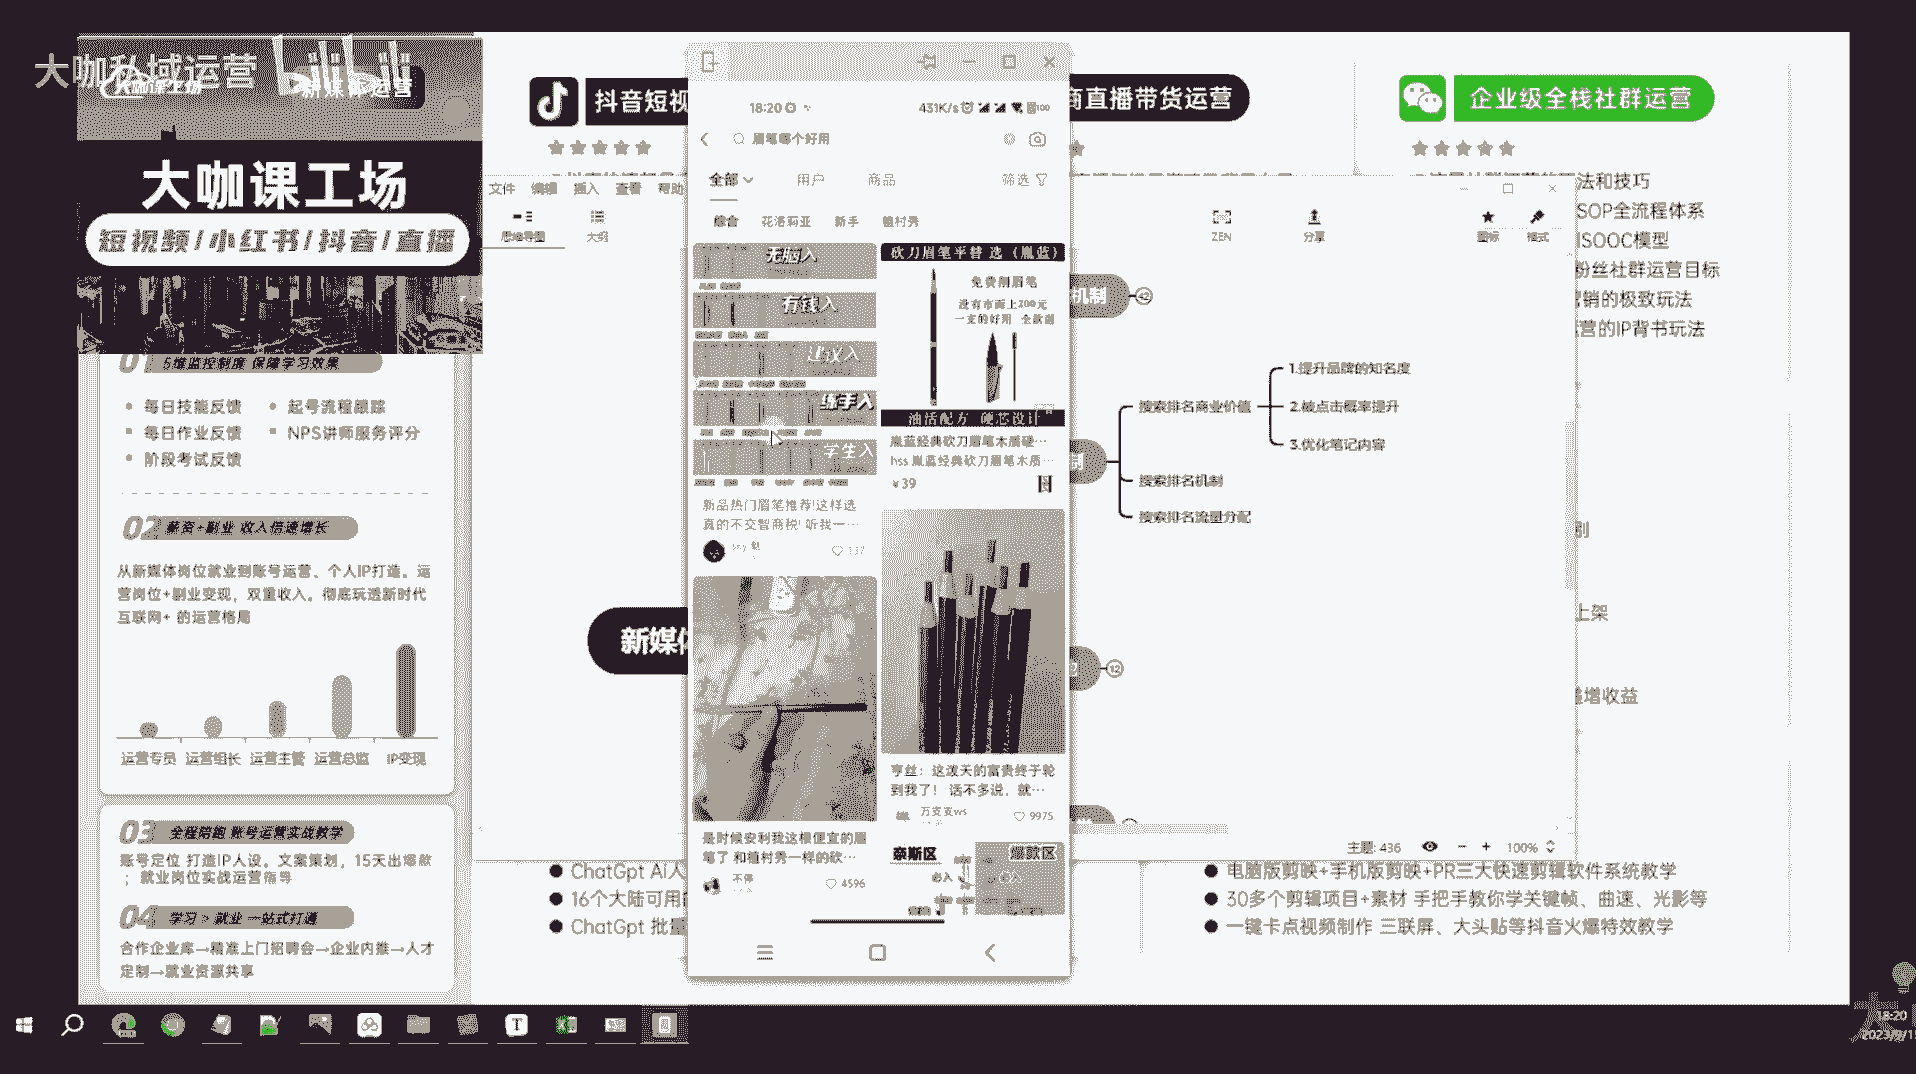 大咖私域运营
新媒体运营
大咖课工场
短视频/小红书/抖音/直播
01 5维监控制度 保障学习效果
每日技能反馈
起号流程跟踪
每日作业反馈
NPS讲师服务评分
阶段考试反馈
02 薪资+副业 收入倍速增长
从新媒体岗位就业到账号运营、个人IP打造。运
营岗位+副业变现，双重收入。彻底玩透新时代
互联网+ 的运营格局
运营专员 运营组长 运营主管 运营总监 IP变现
03 全程陪跑 账号运营实战教学
账号定位 打造IP人设。文案策划，15天出爆款
；就业岗位实战运营指导
04 学习>就业 一站式打通
合作企业库→精准上门招聘会→企业内推→人才
定制→就业资源共享
抖音短视
商直播带货运营
企业级全栈社群运营
法和技巧
SOP全流程体系
ISOOC模型
粉丝社群运营目标
营销的极致玩法
运营的IP背书玩法
上架
增收益
文件 编辑 插入 查看 帮助
思维导图 大纲
ZEN 分享 图标 格式
机制 42
制
搜索排名商业价值
1.提升品牌的知名度
2.被点击概率提升
3.优化笔记内容
搜索排名机制
搜索排名流量分配
新媒体
12
主题: 436 100%
18:20
431K/s 100
眉笔哪个好用
全部 用户 商品 筛选
综合 花洛莉亚 新手 植村秀
无脑入
有钱入
建议入
练手入
学生入
新品热门眉笔推荐!这样选
真的不交智商税! 听我一…
137
砍刀眉笔平替 选（胤蓝）
免费削眉笔
没有市面上200元
一支的好用 全款削
油活配方 硬芯设计
胤蓝经典砍刀眉笔木质硬…
hss 胤蓝经典砍刀眉笔木质…
¥39
是时候安利我这根便宜的眉
笔了 和植村秀一样的砍…
4596
亨丝：这泼天的富贵终于轮
到我了！ 话不多说，就…
万支支ws
9975
奈斯区
必入
爆款区
ChatGpt AI人
16个大陆可用
ChatGpt 批量
电脑版剪映+手机版剪映+PR三大快速剪辑软件系统教学
30多个剪辑项目+素材 手把手教你学关键帧、曲速、光影等
一键卡点视频制作 三联屏、大头贴等抖音火爆特效教学
18:20